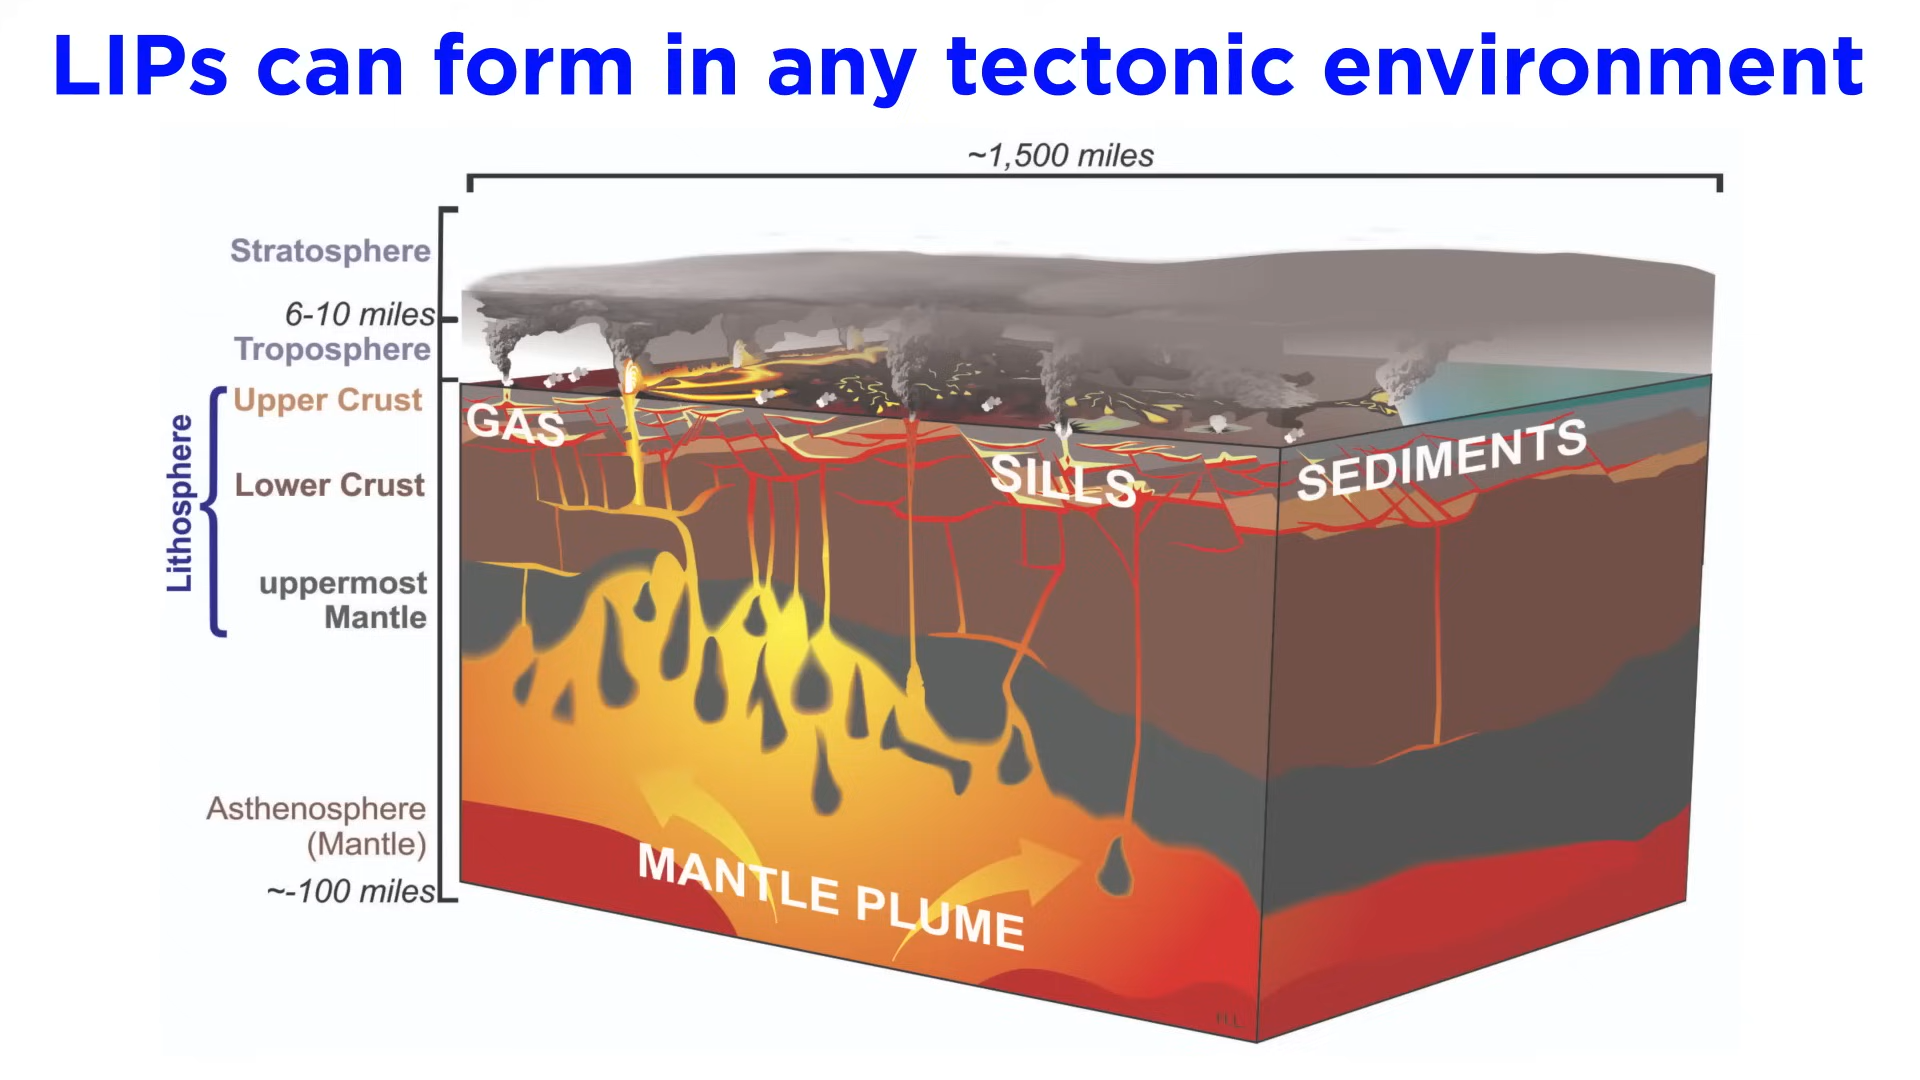 LIPs can form in any tectonic environment
~1,500 miles
Stratosphere
6-10 miles
Troposphere
Upper Crust
GAS
Lithosphere
Lower Crust
SILLS
SEDIMENTS
uppermost
Mantle
Asthenosphere
(Mantle)
~-100 miles
MANTLE PLUME